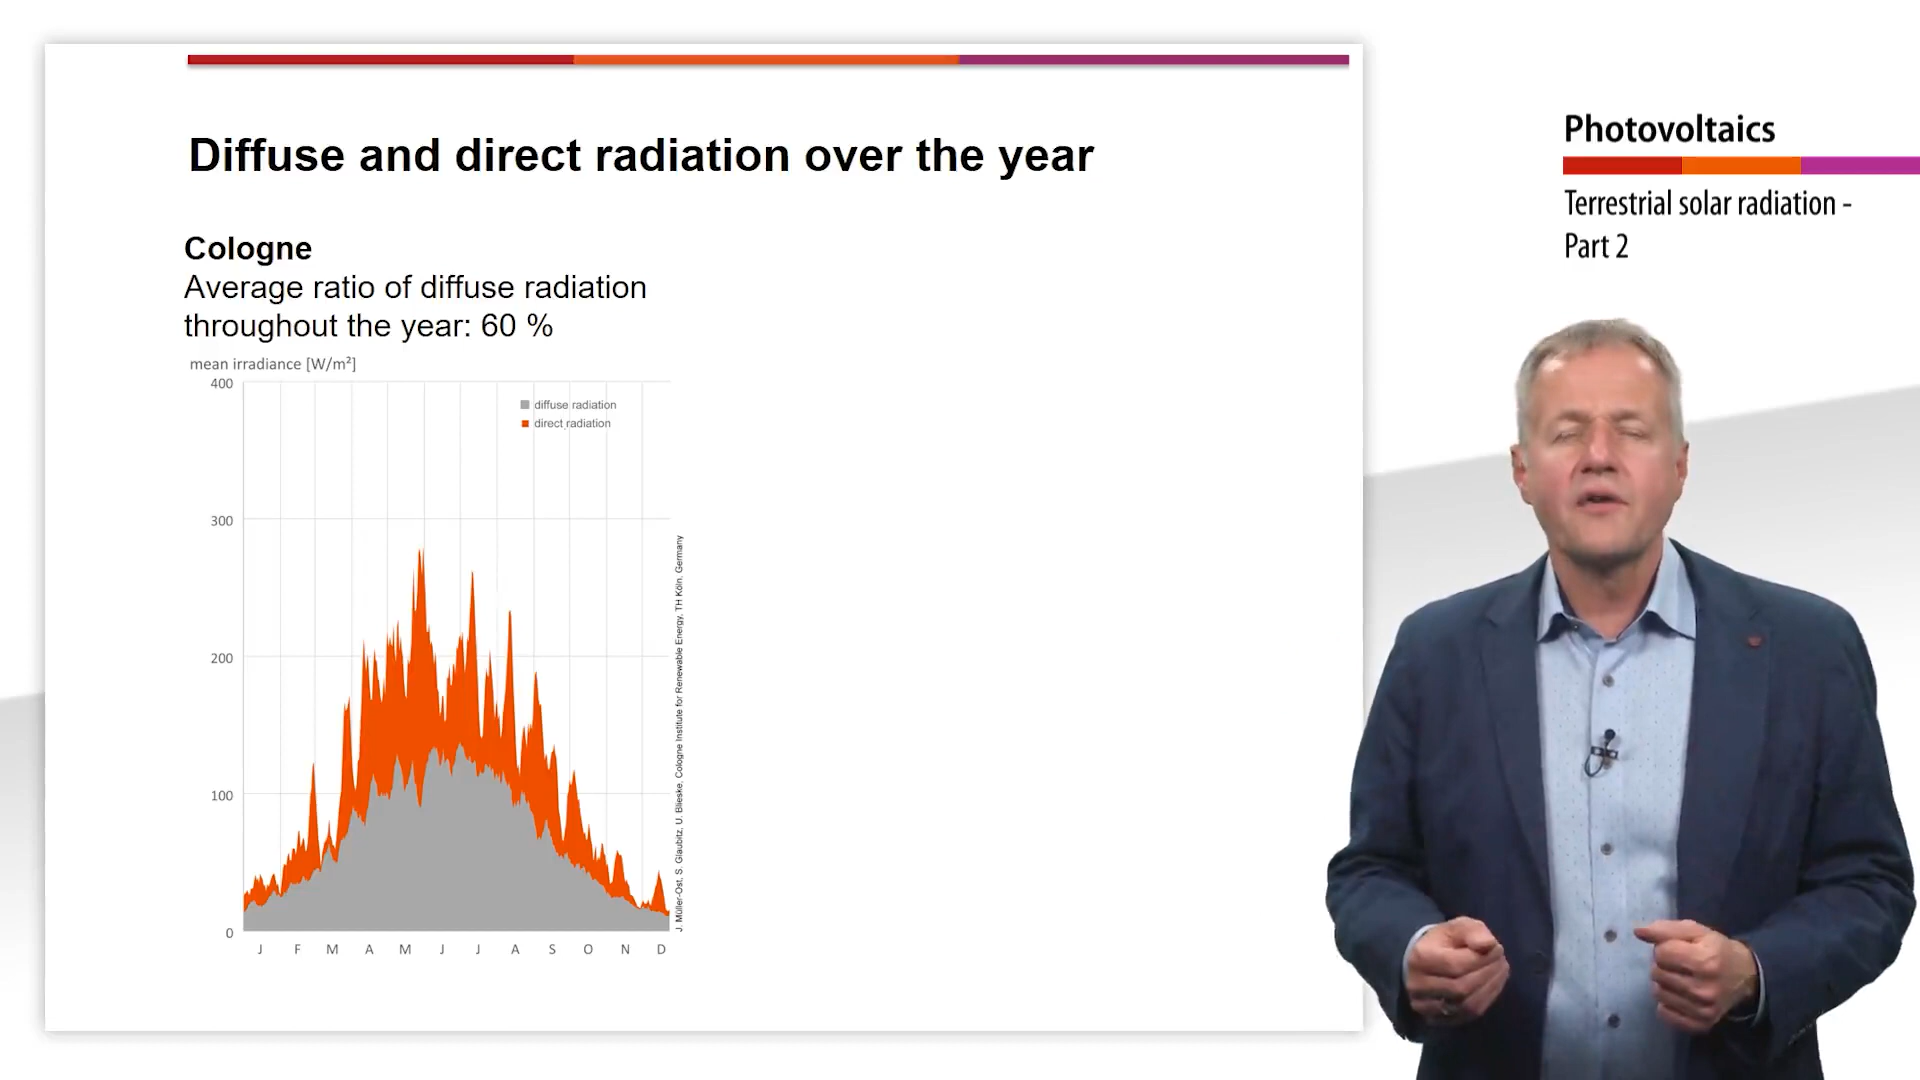 Diffuse and direct radiation over the year
Cologne
Average ratio of diffuse radiation
throughout the year: 60 %
mean irradiance [W/m²]
400
300
200
100
0
diffuse radiation
direct radiation
J F M A M J J A S O N D
J. Müller-Ost, S. Glaubitz, U. Blieske, Cologne Institute for Renewable Energy, TH Köln, Germany
Photovoltaics
Terrestrial solar radiation -
Part 2